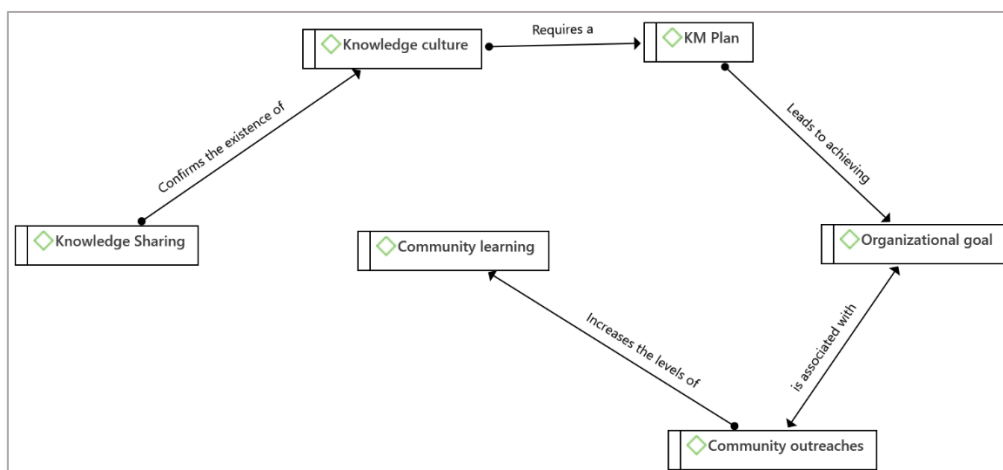 Knowledge culture
Requires a
KM Plan
Confirms the existence of
Leads to achieving
Knowledge Sharing
Community learning
Organizational goal
Increases the levels of
is associated with
Community outreaches